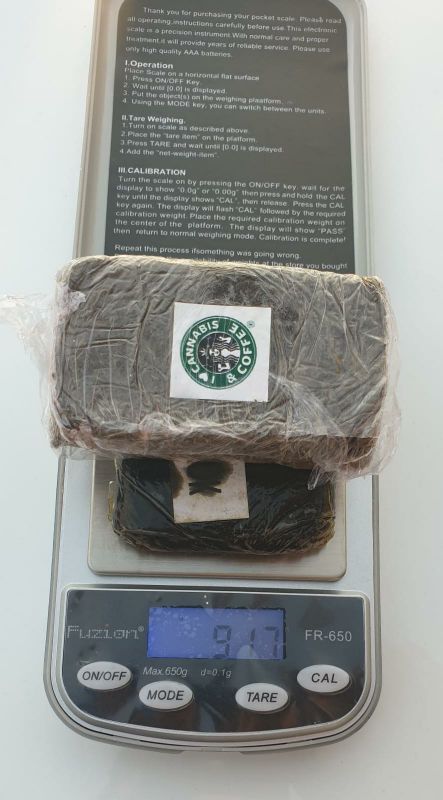 Thank you for purchasing your pocket scale. Please read
all operating,instructions carefully before use.This electronic
scale is a precision instrument.With normal care and proper
treatment,it will provide years of reliable service. Please use
only high quality AAA batteries.
I.Operation
Place Scale on a horizontal flat surface
1. Press ON/OFF Key.
2. Wait until [0.0] is displayed.
3. Put the object(s) on the weighing plaatform.
4. Using the MODE key, you can switch between the units.
II.Tare Weighing.
1.Turn on scale as described above.
2.Place the "tare item" on the platform.
3.Press TARE and wait until [0.0] is displayed.
4.Add the "net-weight-item".
III.CALIBRATION
Turn the scale on by pressing the ON/OFF key. wait for the
display to show "0.0g" or "0.00g" then press and hold the CAL
key until the display shows "CAL", then release. Press the CAL
key again. The display will flash "CAL" followed by the required
calibration weight. Place the required calibration weight on
the center of the platform. The display will show "PASS"
then return to normal weighing mode. Calibration is complete!
Repeat this process ifsomething was going wrong.
at the store you bought
CANNABIS
I ♥ & COFFEE
®
Fuzion®
91.7
FR-650
ON/OFF
Max.650g d=0.1g
MODE
TARE
CAL